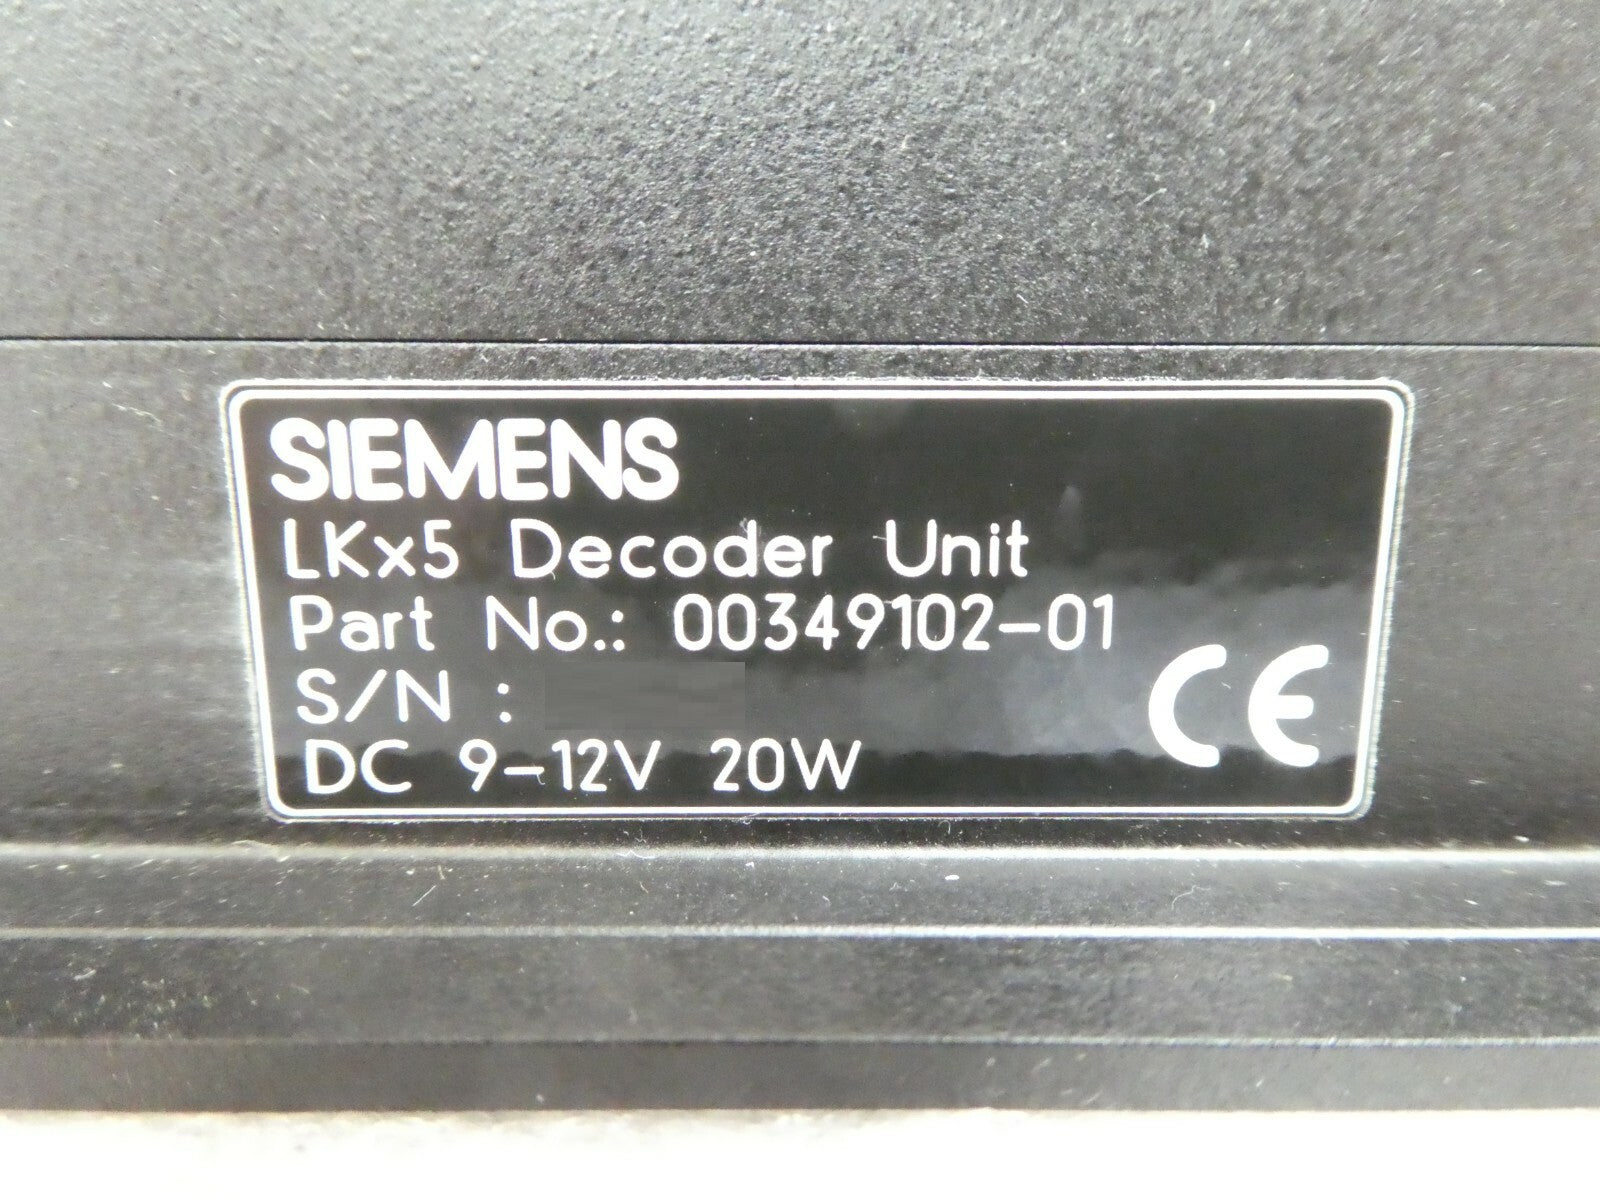 SIEMENS
LKx5 Decoder Unit
Part No.: 00349102-01
S/N :
DC 9-12V 20W
CE